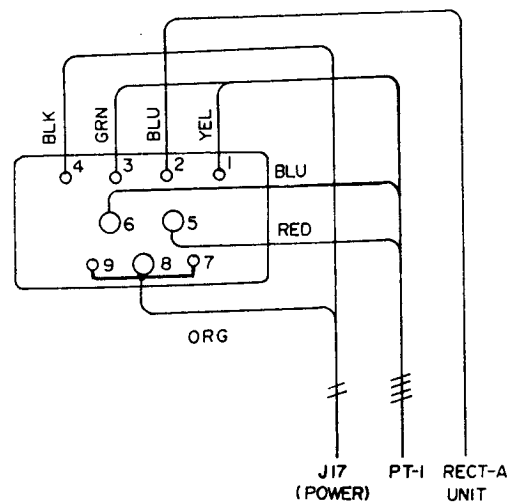 BLK GRN BLU YEL
4 3 2 1
BLU
6 5
RED
9 8 7
ORG
J17 PT-1 RECT-A
(POWER) UNIT